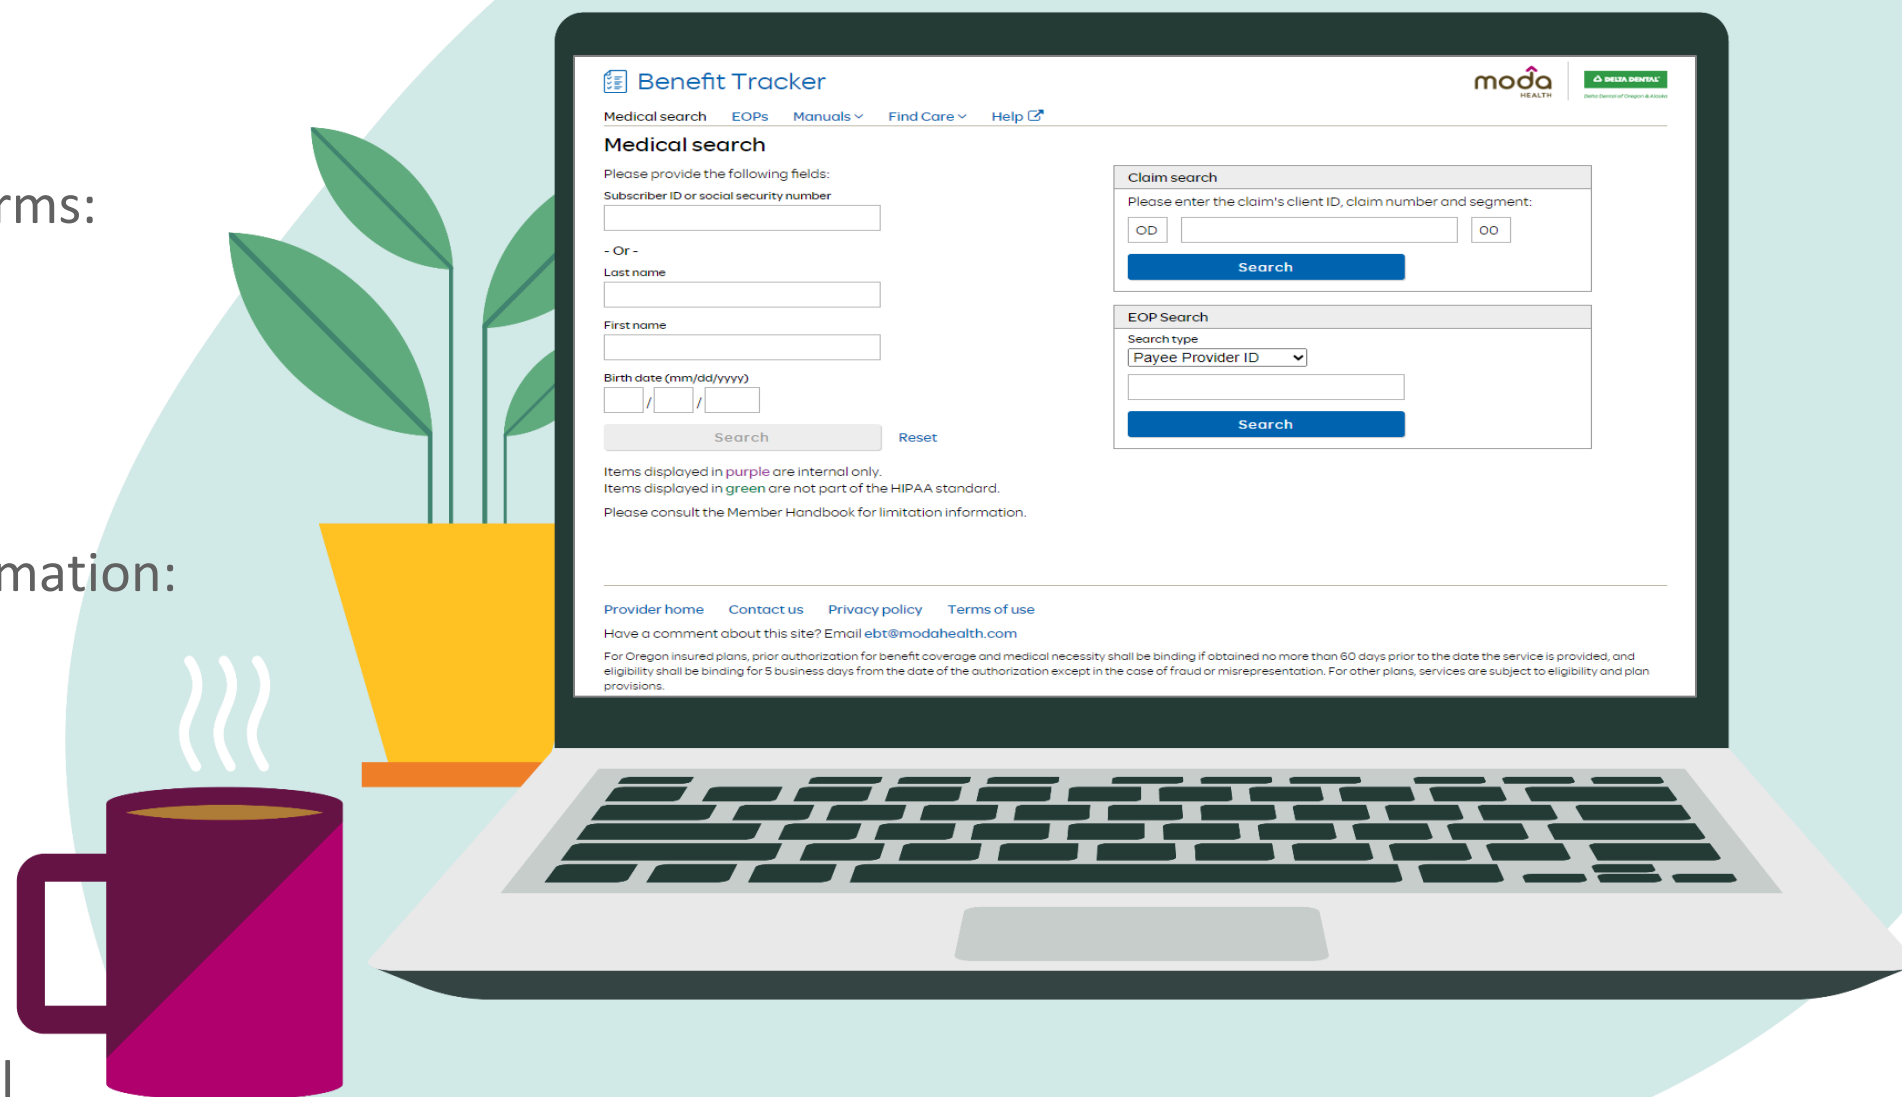 rms:
mation:
l
Benefit Tracker
moda
HEALTH
DELTA DENTAL
Delta Dental of Oregon & Alaska
Medical search EOPs Manuals Find Care Help
Medical search
Please provide the following fields:
Subscriber ID or social security number
- Or -
Last name
First name
Birth date (mm/dd/yyyy)
/ /
Search Reset
Items displayed in purple are internal only.
Items displayed in green are not part of the HIPAA standard.
Please consult the Member Handbook for limitation information.
Claim search
Please enter the claim's client ID, claim number and segment:
OD 00
Search
EOP Search
Search type
Payee Provider ID
Search
Provider home Contact us Privacy policy Terms of use
Have a comment about this site? Email ebt@modahealth.com
For Oregon insured plans, prior authorization for benefit coverage and medical necessity shall be binding if obtained no more than 60 days prior to the date the service is provided, and
eligibility shall be binding for 5 business days from the date of the authorization except in the case of fraud or misrepresentation. For other plans, services are subject to eligibility and plan
provisions.